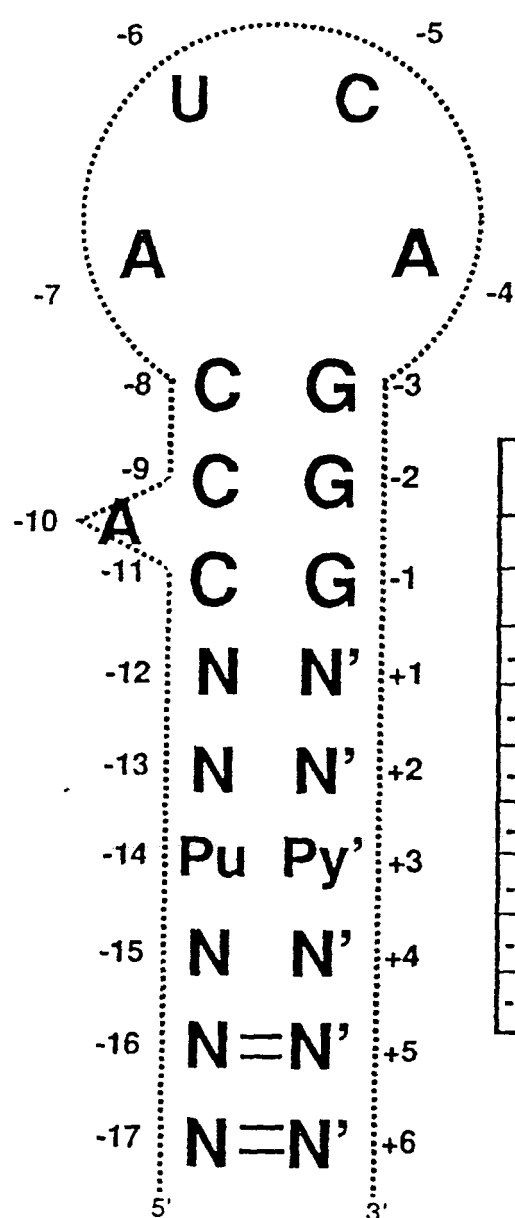 -6 -5
U C
A A
-7 -4
-8 C G -3
-9 C G -2
-10 A
-11 C G -1
-12 N N’ +1
-13 N N’ +2
-14 Pu Py’ +3
-15 N N’ +4
-16 N=N’ +5
-17 N=N’ +6
5' 3'